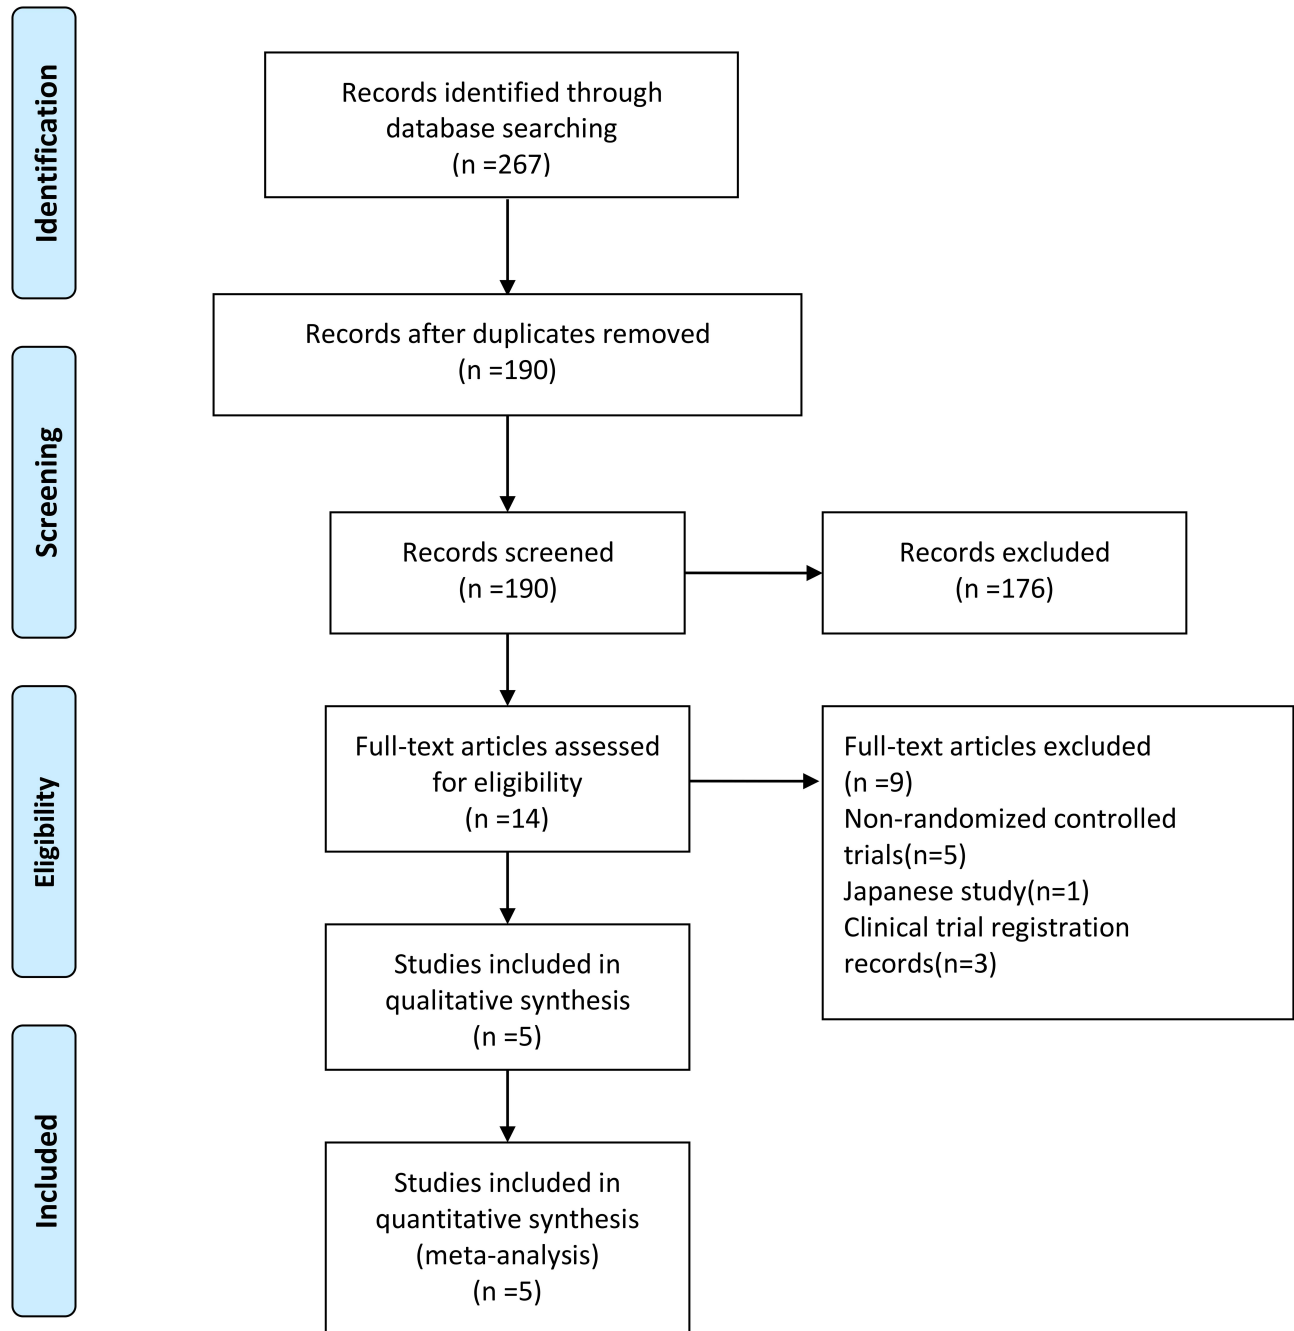 Identification
Records identified through
database searching
(n =267)
Records after duplicates removed
(n =190)
Screening
Records screened
(n =190)
Records excluded
(n =176)
Eligibility
Full-text articles assessed
for eligibility
(n =14)
Full-text articles excluded
(n =9)
Non-randomized controlled
trials(n=5)
Japanese study(n=1)
Clinical trial registration
records(n=3)
Studies included in
qualitative synthesis
(n =5)
Included
Studies included in
quantitative synthesis
(meta-analysis)
(n =5)